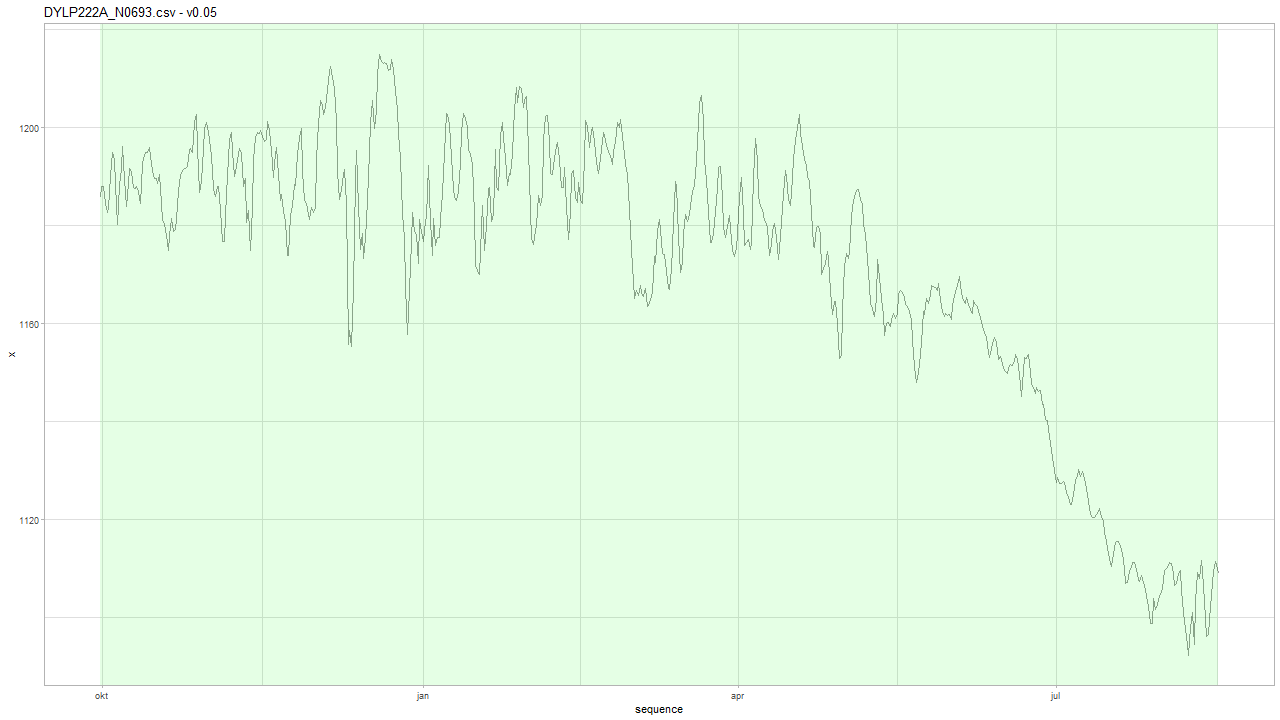 DYLP222A_N0693.csv - v0.05
1200
1160
1120
x
okt
jan
apr
jul
sequence